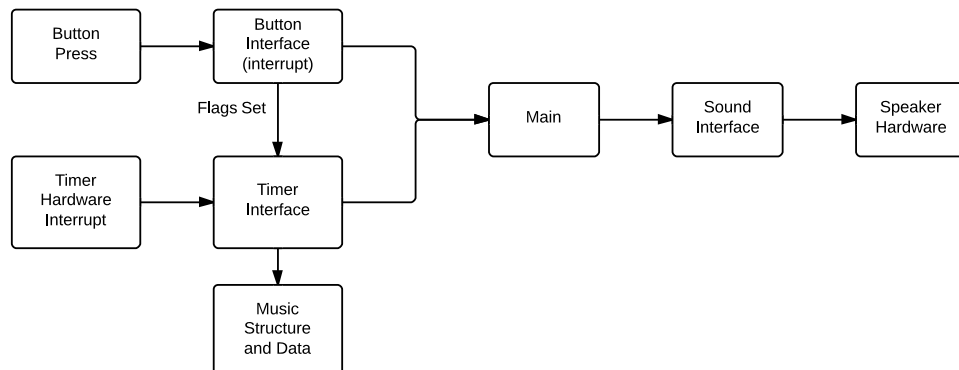 Button
Press
Button
Interface
(interrupt)
Flags Set
Main
Sound
Interface
Speaker
Hardware
Timer
Hardware
Interrupt
Timer
Interface
Music
Structure
and Data